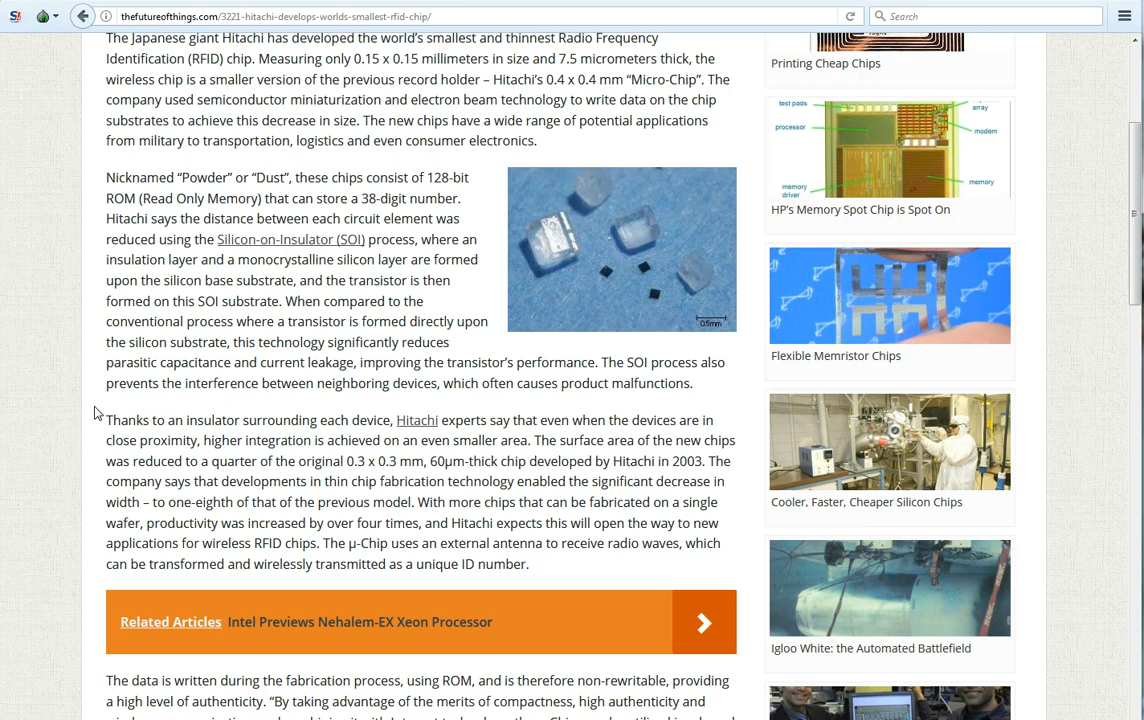 thefutureofthings.com/3221-hitachi-develops-worlds-smallest-rfid-chip/
Search
The Japanese giant Hitachi has developed the world's smallest and thinnest Radio Frequency
Identification (RFID) chip. Measuring only 0.15 x 0.15 millimeters in size and 7.5 micrometers thick, the
wireless chip is a smaller version of the previous record holder – Hitachi's 0.4 x 0.4 mm “Micro-Chip”. The
company used semiconductor miniaturization and electron beam technology to write data on the chip
substrates to achieve this decrease in size. The new chips have a wide range of potential applications
from military to transportation, logistics and even consumer electronics.
Nicknamed “Powder” or “Dust”, these chips consist of 128-bit
ROM (Read Only Memory) that can store a 38-digit number.
Hitachi says the distance between each circuit element was
reduced using the Silicon-on-Insulator (SOI) process, where an
insulation layer and a monocrystalline silicon layer are formed
upon the silicon base substrate, and the transistor is then
formed on this SOI substrate. When compared to the
conventional process where a transistor is formed directly upon
the silicon substrate, this technology significantly reduces
parasitic capacitance and current leakage, improving the transistor's performance. The SOI process also
prevents the interference between neighboring devices, which often causes product malfunctions.
0.5mm
Thanks to an insulator surrounding each device, Hitachi experts say that even when the devices are in
close proximity, higher integration is achieved on an even smaller area. The surface area of the new chips
was reduced to a quarter of the original 0.3 x 0.3 mm, 60μm-thick chip developed by Hitachi in 2003. The
company says that developments in thin chip fabrication technology enabled the significant decrease in
width – to one-eighth of that of the previous model. With more chips that can be fabricated on a single
wafer, productivity was increased by over four times, and Hitachi expects this will open the way to new
applications for wireless RFID chips. The μ-Chip uses an external antenna to receive radio waves, which
can be transformed and wirelessly transmitted as a unique ID number.
Related Articles Intel Previews Nehalem-EX Xeon Processor
The data is written during the fabrication process, using ROM, and is therefore non-rewritable, providing
a high level of authenticity. “By taking advantage of the merits of compactness, high authenticity and
Printing Cheap Chips
test pads
array
processor
modem
memory
driver
memory
HP's Memory Spot Chip is Spot On
Flexible Memristor Chips
Cooler, Faster, Cheaper Silicon Chips
Igloo White: the Automated Battlefield